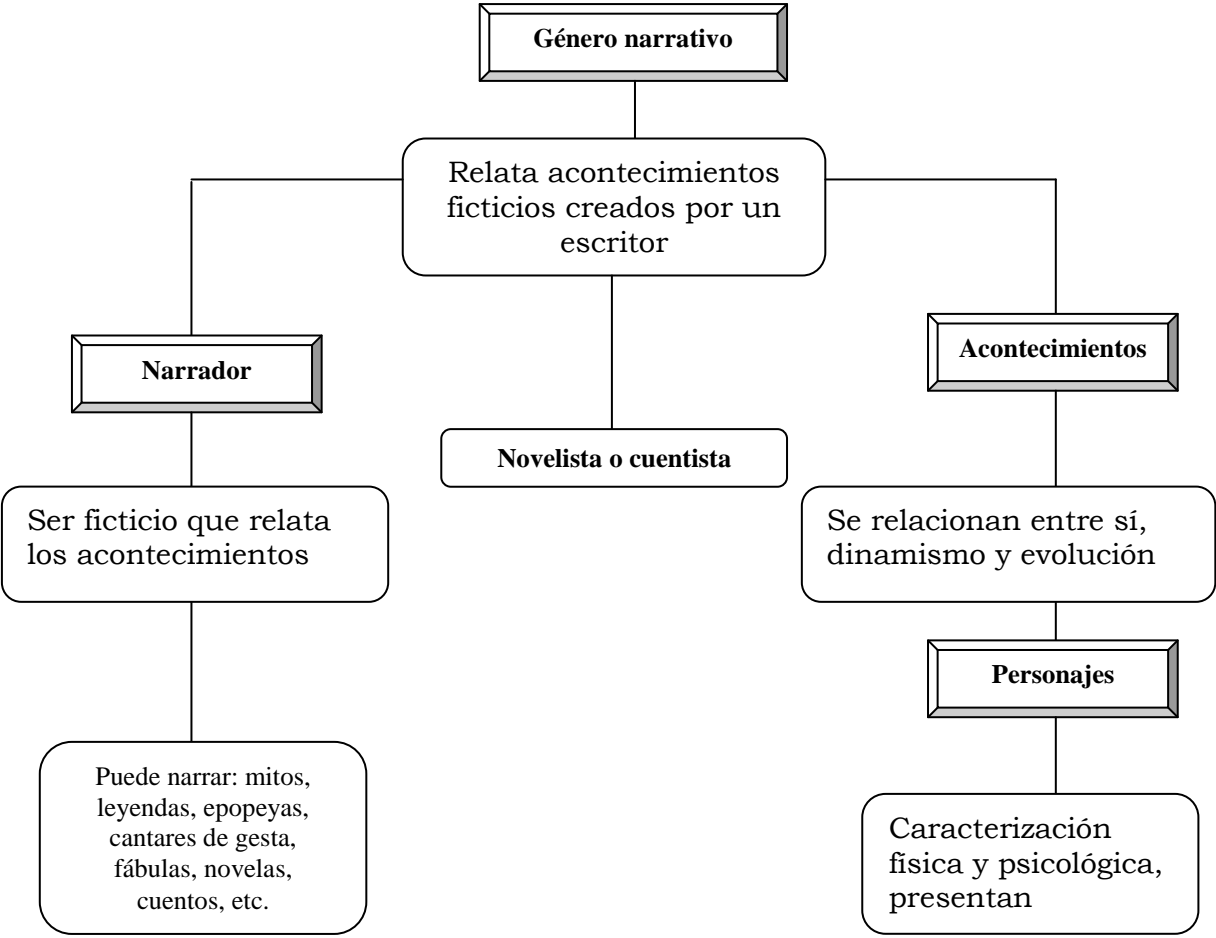 Género narrativo
Relata acontecimientos
ficticios creados por un
escritor
Narrador
Acontecimientos
Novelista o cuentista
Ser ficticio que relata
los acontecimientos
Se relacionan entre sí,
dinamismo y evolución
Personajes
Puede narrar: mitos,
leyendas, epopeyas,
cantares de gesta,
fábulas, novelas,
cuentos, etc.
Caracterización
física y psicológica,
presentan